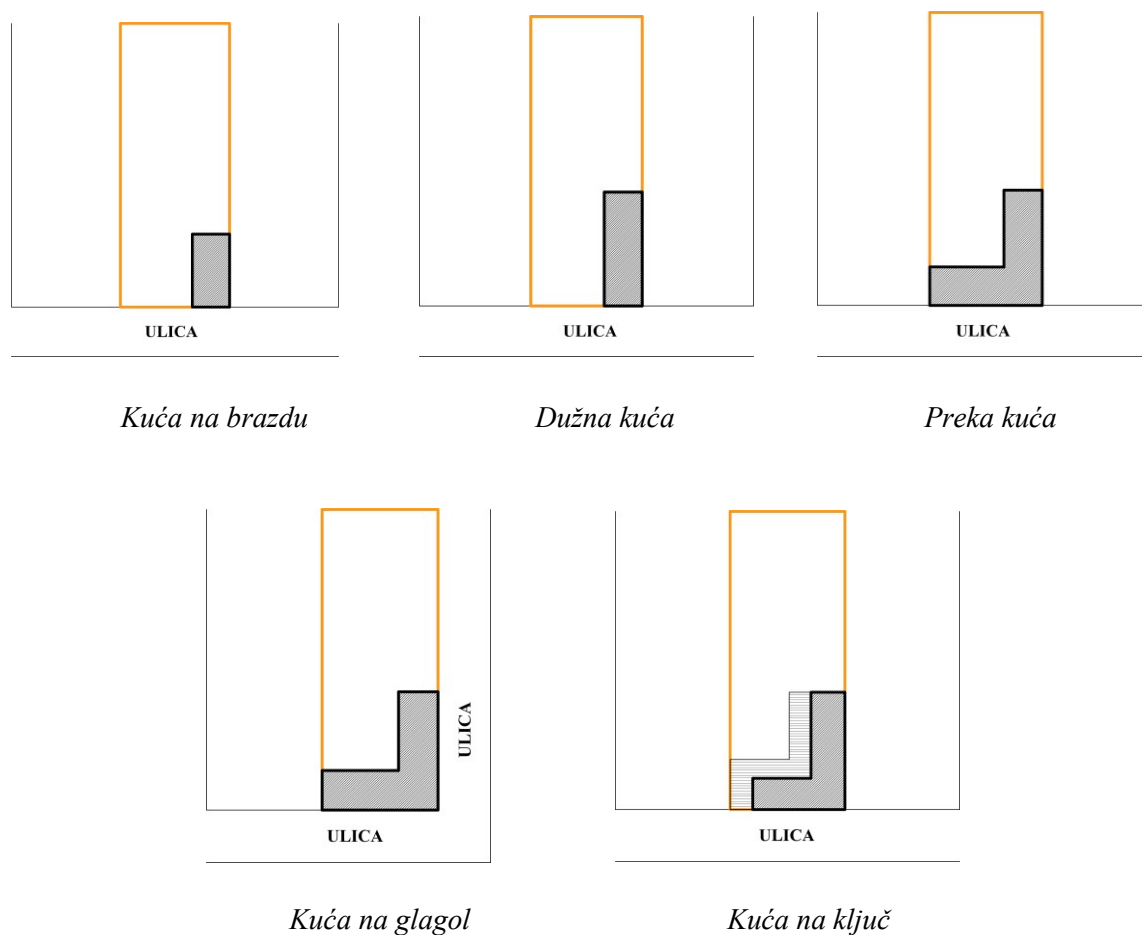 ULICA
ULICA
ULICA
Kuća na brazdu
Dužna kuća
Preka kuća
ULICA
ULICA
ULICA
Kuća na glagol
Kuća na ključ